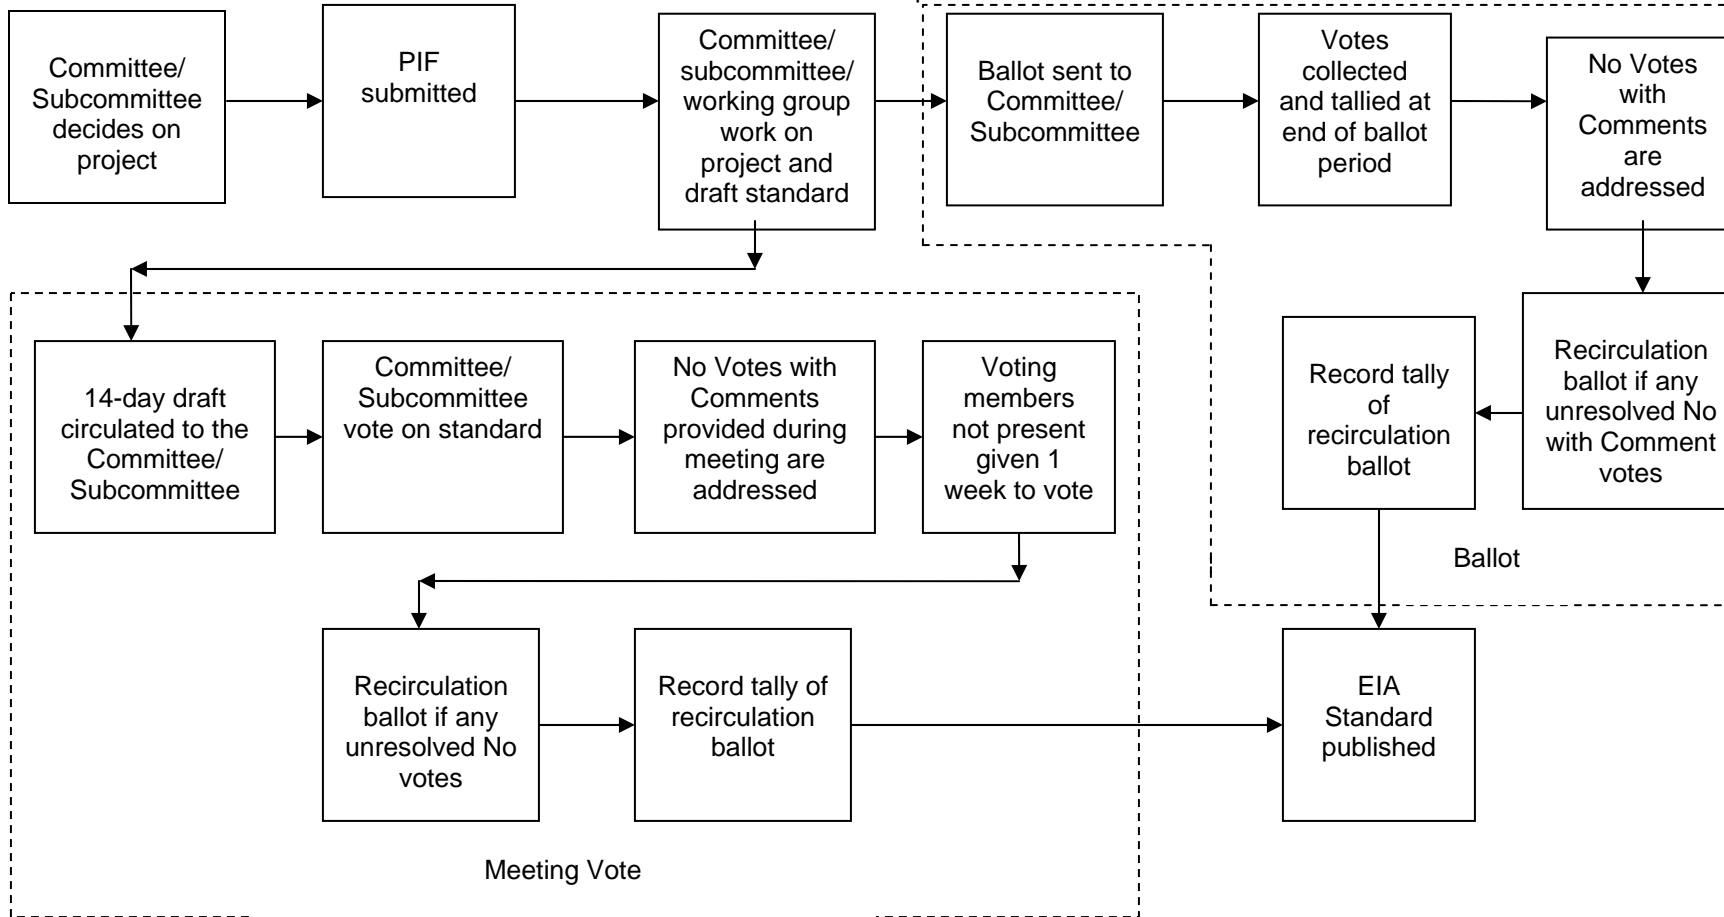 Committee/
Subcommittee
decides on
project
PIF
submitted
Committee/
subcommittee/
working group
work on
project and
draft standard
Ballot sent to
Committee/
Subcommittee
Votes
collected
and tallied at
end of ballot
period
No Votes
with
Comments
are
addressed
Recirculation
ballot if any
unresolved No
with Comment
votes
Record tally
of
recirculation
ballot
Ballot
14-day draft
circulated to the
Committee/
Subcommittee
Committee/
Subcommittee
vote on standard
No Votes with
Comments
provided during
meeting are
addressed
Voting
members
not present
given 1
week to vote
Recirculation
ballot if any
unresolved No
votes
Record tally of
recirculation
ballot
EIA
Standard
published
Meeting Vote